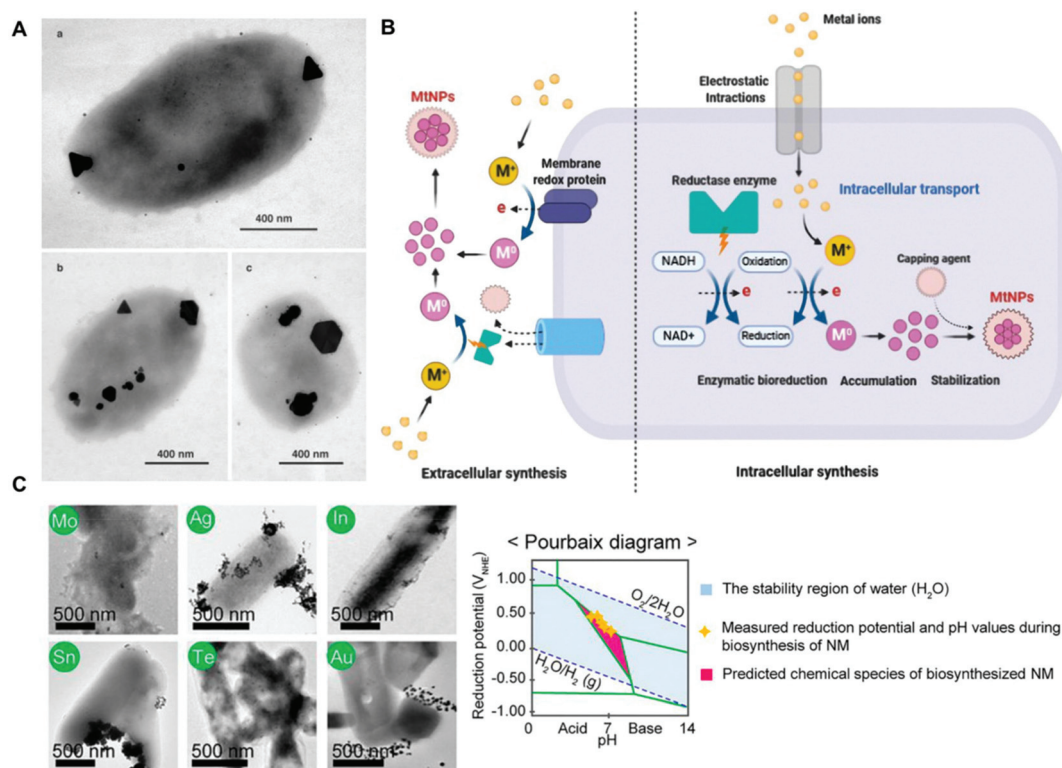 A
a
400 nm
b
400 nm
c
400 nm
B
MtNPs
M⁺
e
Membrane
redox protein
M⁰
M⁰
M⁺
Extracellular synthesis
Metal ions
Electrostatic
Intractions
Reductase enzyme
Intracellular transport
M⁺
NADH
Oxidation
e
e
NAD+
Reduction
M⁰
Capping agent
MtNPs
Enzymatic bioreduction
Accumulation
Stabilization
Intracellular synthesis
C
Mo
500 nm
Ag
500 nm
In
500 nm
Sn
500 nm
Te
500 nm
Au
500 nm
< Pourbaix diagram >
Reduction potential (V_NHE)
1.00
0.50
0.00
-0.50
-1.00
O₂/2H₂O
H₂O/H₂ (g)
0
Acid
7
Base
14
pH
The stability region of water (H₂O)
Measured reduction potential and pH values during
biosynthesis of NM
Predicted chemical species of biosynthesized NM